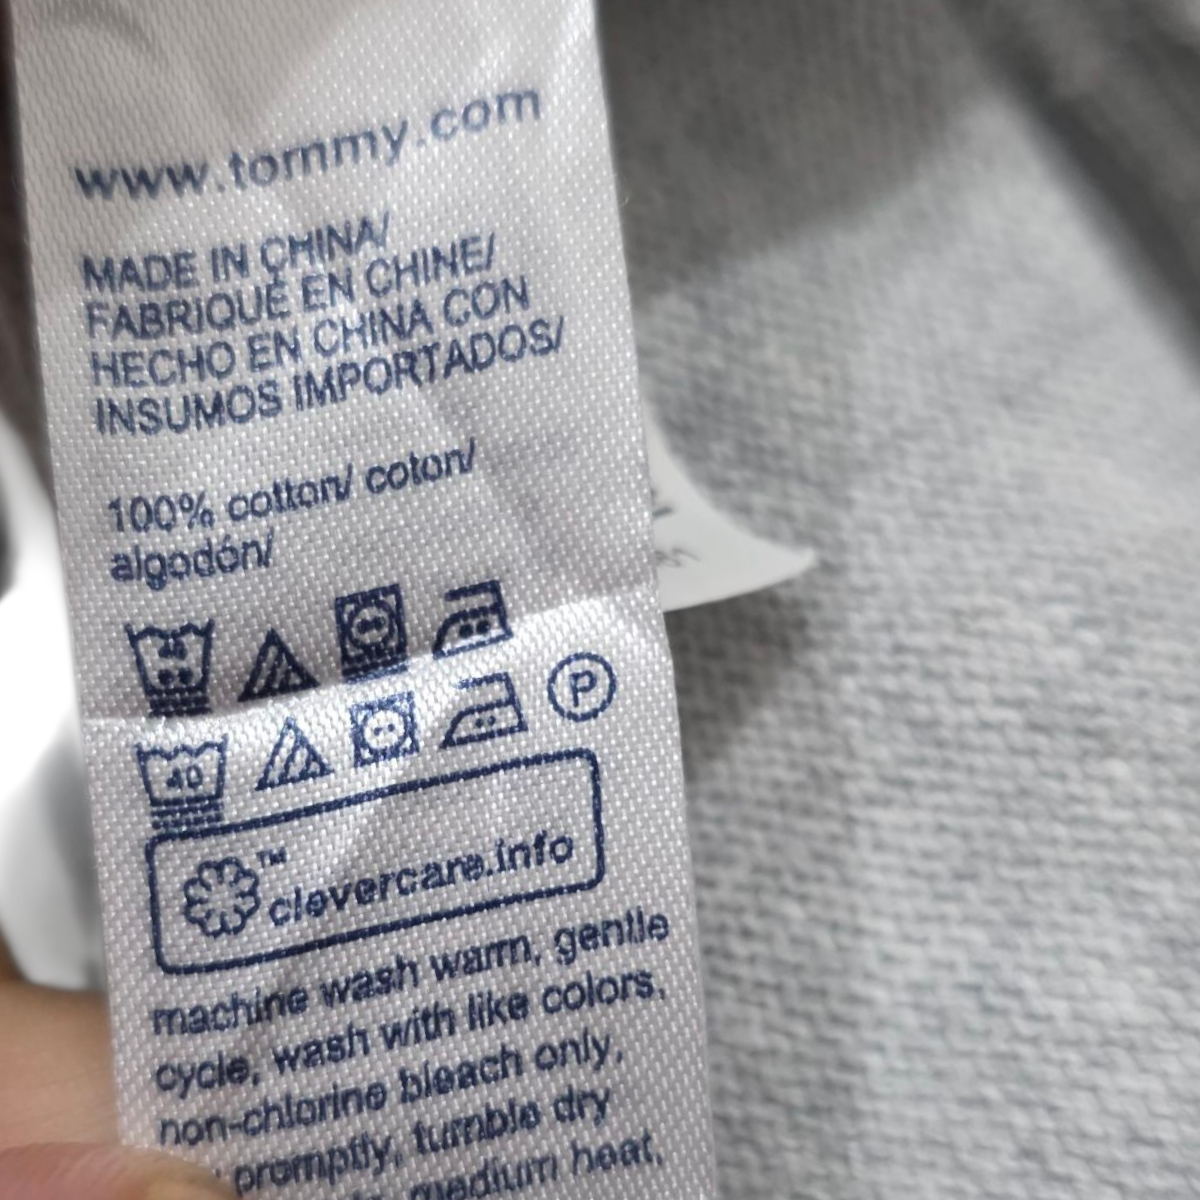 www.tommy.com
MADE IN CHINA/
FABRIQUÉ EN CHINE/
HECHO EN CHINA CON
INSUMOS IMPORTADOS/
100% cotton/ coton/
algodón/
P
40
™
clevercare.info
machine wash warm, gentle
cycle, wash with like colors,
non-chlorine bleach only,
promptly, tumble dry
medium heat,